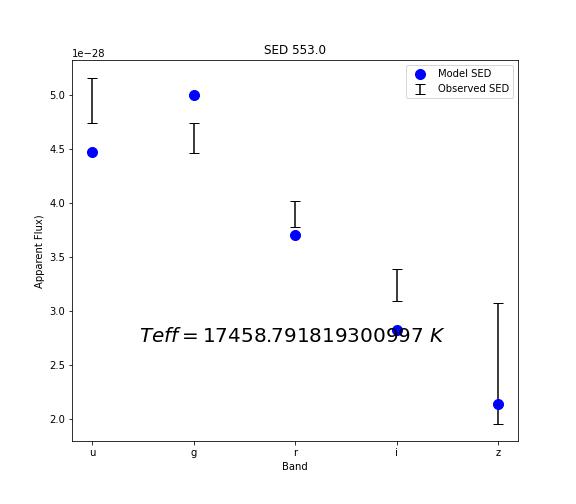 SED 553.0
1e−28
Model SED
Observed SED
5.0
4.5
4.0
3.5
3.0
2.5
2.0
Apparent Flux)
Teff = 17458.791819300997 K
u g r i z
Band